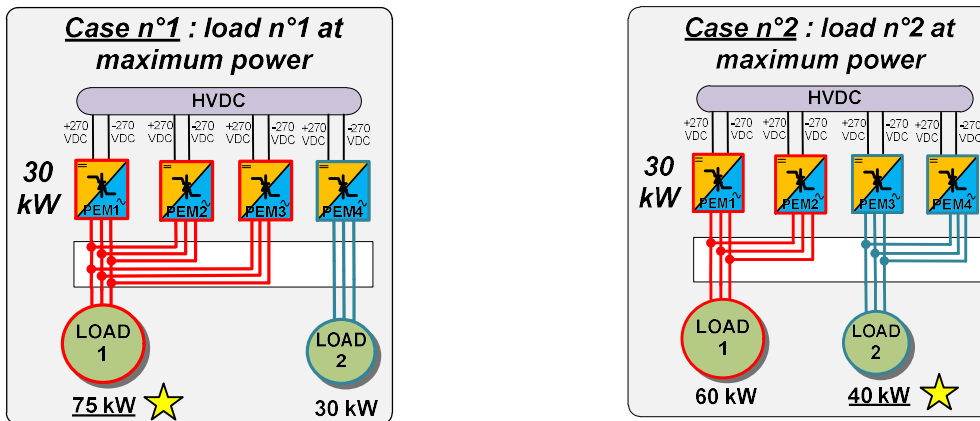 Case n°1 : load n°1 at
maximum power
HVDC
+270 VDC -270 VDC +270 VDC -270 VDC +270 VDC -270 VDC +270 VDC -270 VDC
30
kW
= = = =
PEM1~ PEM2~ PEM3~ PEM4~
LOAD
1
LOAD
2
75 kW
30 kW
Case n°2 : load n°2 at
maximum power
HVDC
+270 VDC -270 VDC +270 VDC -270 VDC +270 VDC -270 VDC +270 VDC -270 VDC
30
kW
= = = =
PEM1~ PEM2~ PEM3~ PEM4~
LOAD
1
LOAD
2
60 kW
40 kW